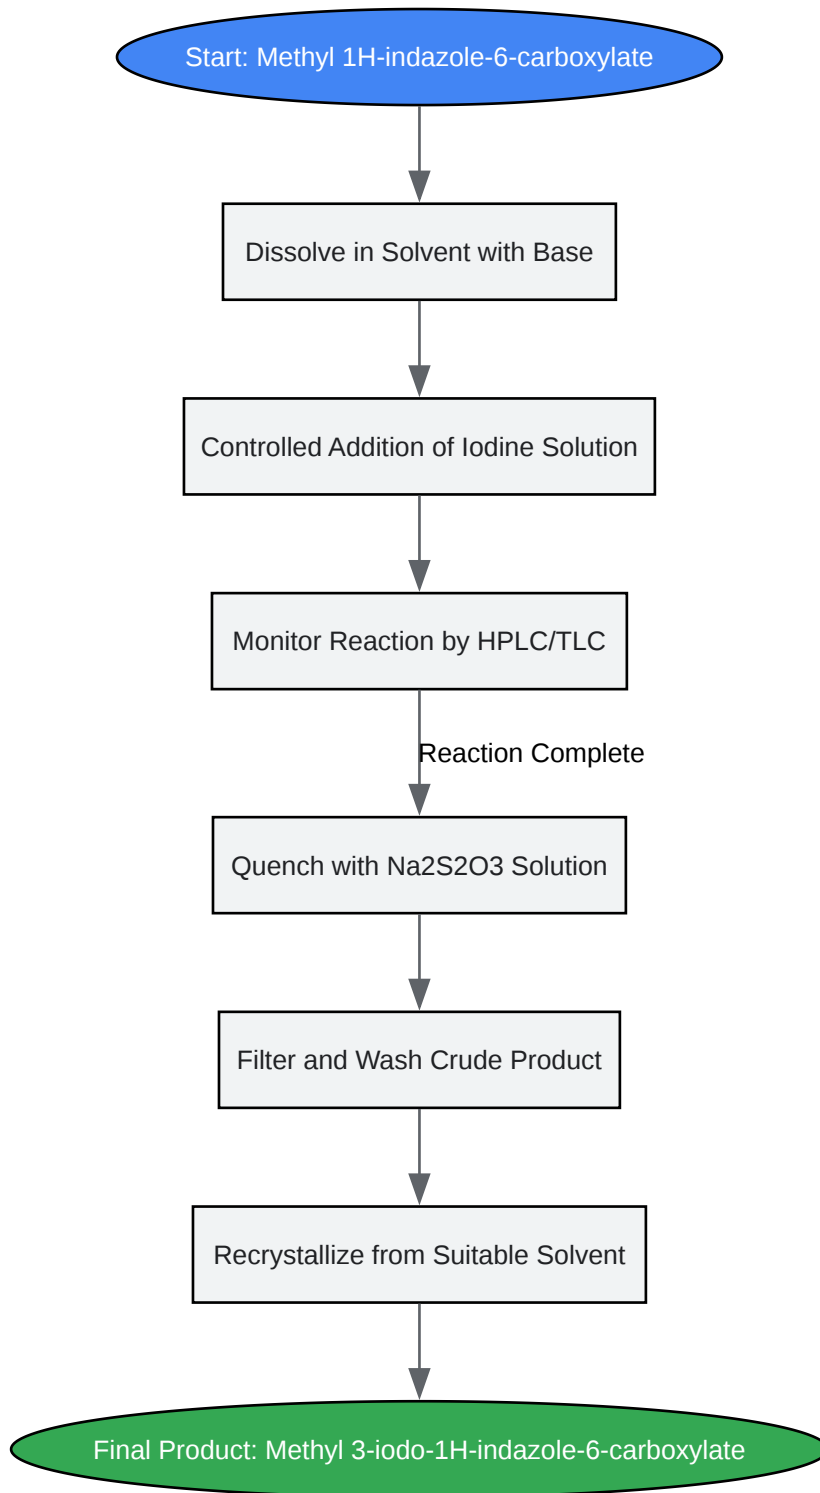 Start: Methyl 1H-indazole-6-carboxylate
Dissolve in Solvent with Base
Controlled Addition of Iodine Solution
Monitor Reaction by HPLC/TLC
Reaction Complete
Quench with Na2S2O3 Solution
Filter and Wash Crude Product
Recrystallize from Suitable Solvent
Final Product: Methyl 3-iodo-1H-indazole-6-carboxylate